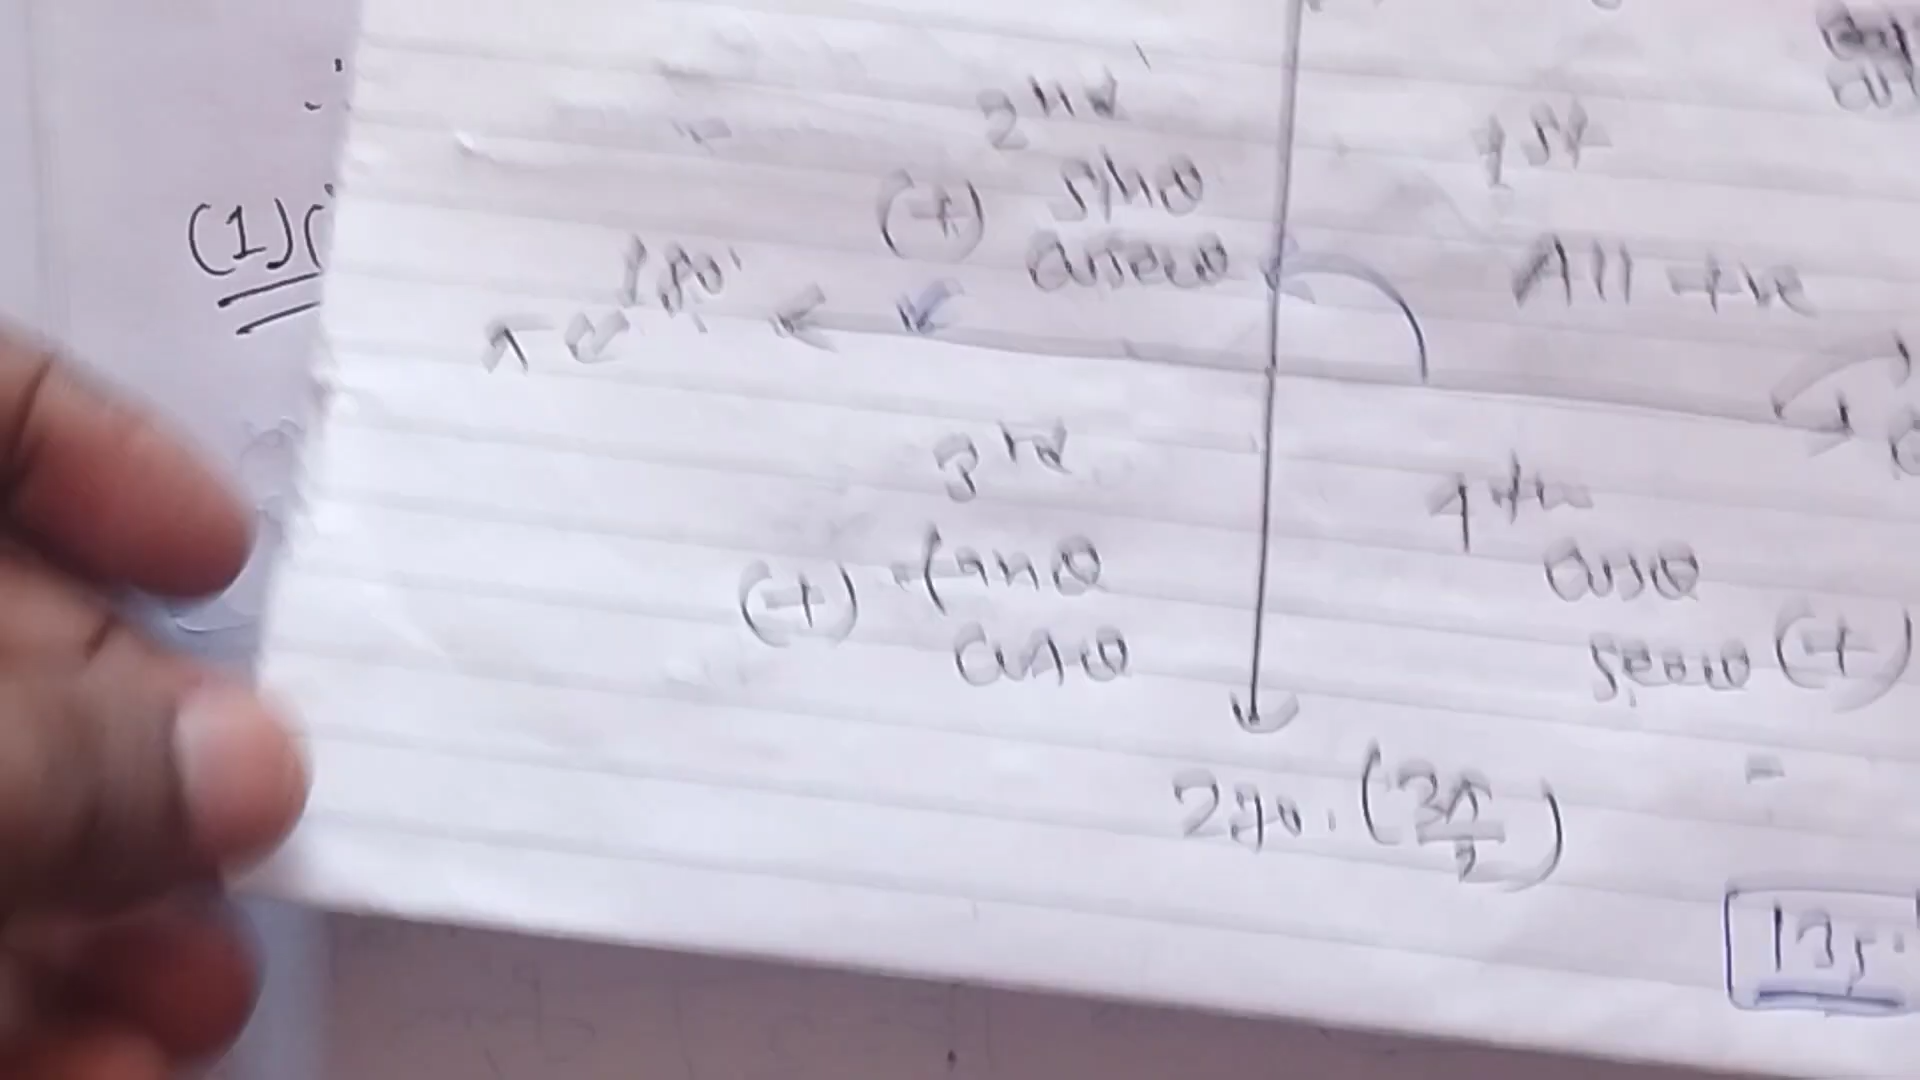 2nd
(+) sinθ
cosecθ
1st
All +ve
180°
π
3rd
(+) tanθ
cotθ
4th
cosθ
secθ (+)
270° (3π/2)
135°
(1)